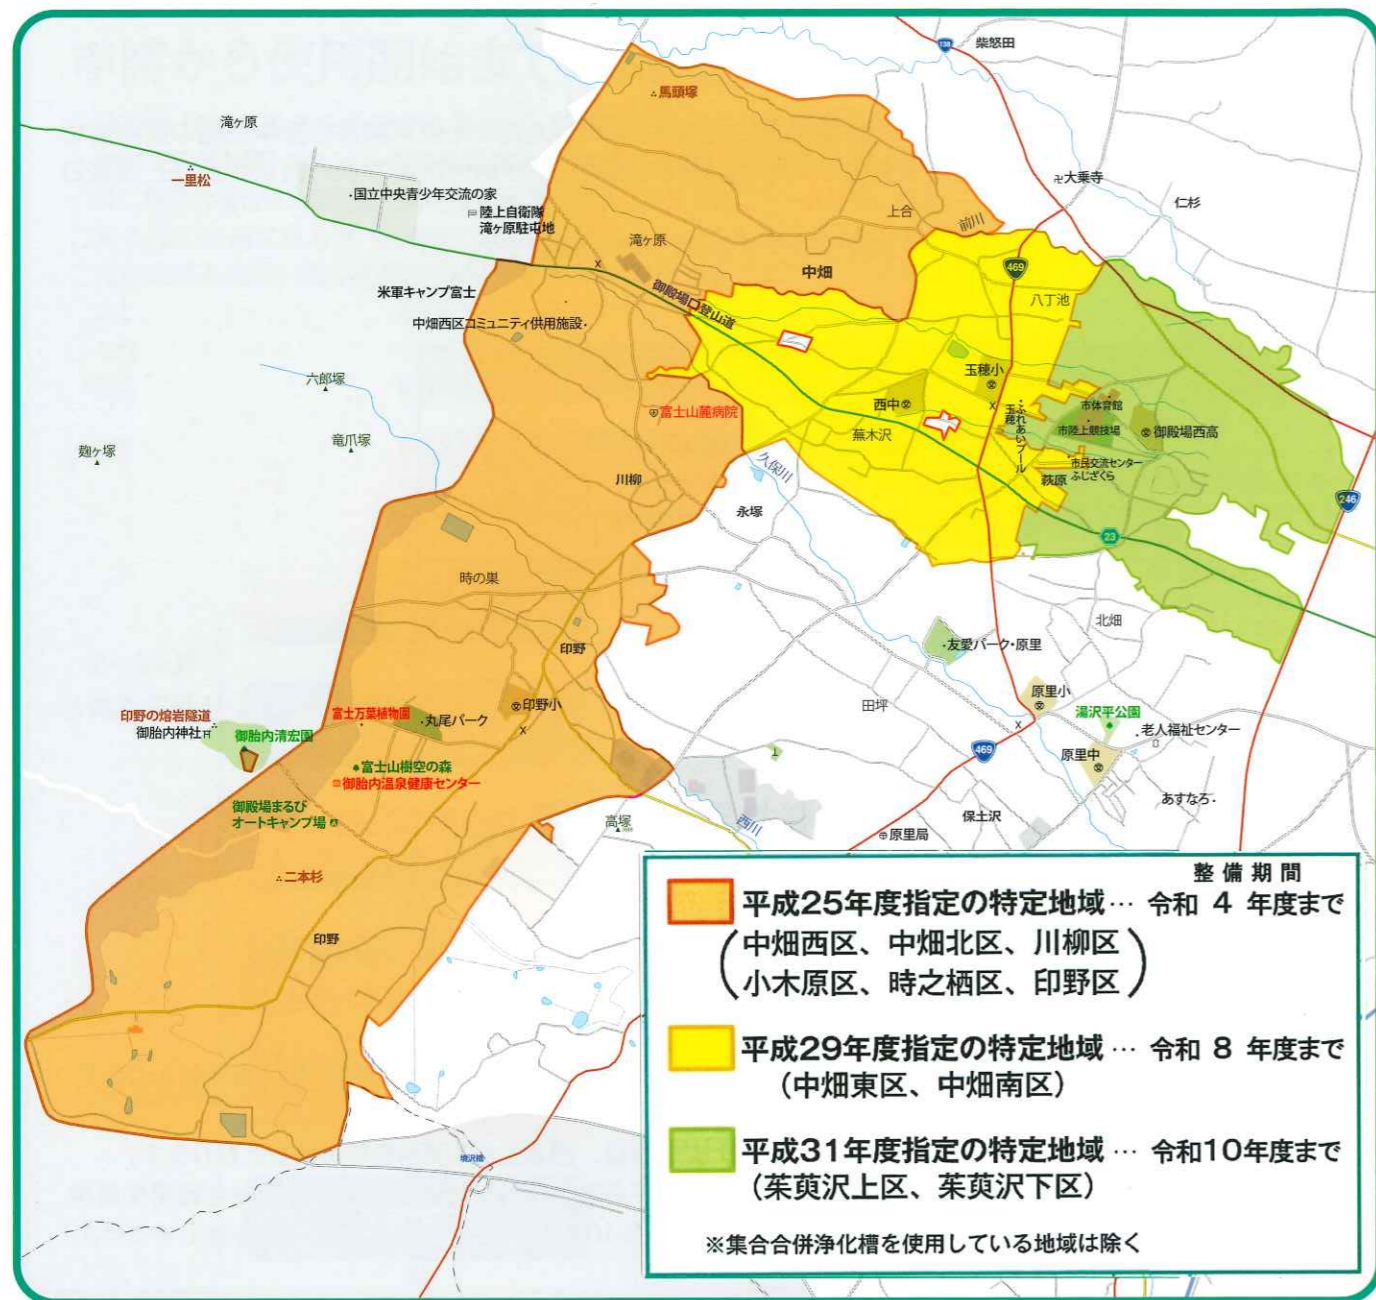 138
柴怒田
馬頭塚
滝ヶ原
一里松
国立中央青少年交流の家
陸上自衛隊
滝ヶ原駐屯地
大乗寺
仁杉
上合
前川
滝ヶ原
中畑
469
米軍キャンプ富士
御殿場口登山道
八丁池
中畑西区コミュニティ供用施設
六郎塚
玉穂小
富士山麓病院
西中
玉穂
ふれあいプール
市体育館
市陸上競技場
御殿場西高
竜爪塚
麹ヶ塚
蕪木沢
久保川
市民交流センター
ふじざくら
萩原
川柳
永塚
246
23
時の巣
北畑
印野
友愛パーク・原里
田坪
原里小
湯沢平公園
老人福祉センター
印野の熔岩隧道
御胎内神社
御胎内清宏園
富士万葉植物園
丸尾パーク
印野小
469
原里中
富士山樹空の森
御胎内温泉健康センター
あすなろ
御殿場まるび
オートキャンプ場
高塚
西川
保土沢
原里局
二本杉
印野
境沢橋
整備期間
平成25年度指定の特定地域… 令和 4 年度まで
(中畑西区、中畑北区、川柳区
小木原区、時之栖区、印野区)
平成29年度指定の特定地域… 令和 8 年度まで
(中畑東区、中畑南区)
平成31年度指定の特定地域… 令和10年度まで
(茱萸沢上区、茱萸沢下区)
※集合合併浄化槽を使用している地域は除く